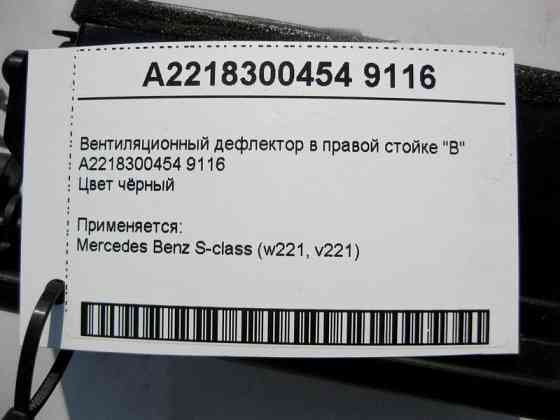 A2218300454 9116
Вентиляционный дефлектор в правой стойке "B"
A2218300454 9116
Цвет чёрный
Применяется:
Mercedes Benz S-class (w221, v221)